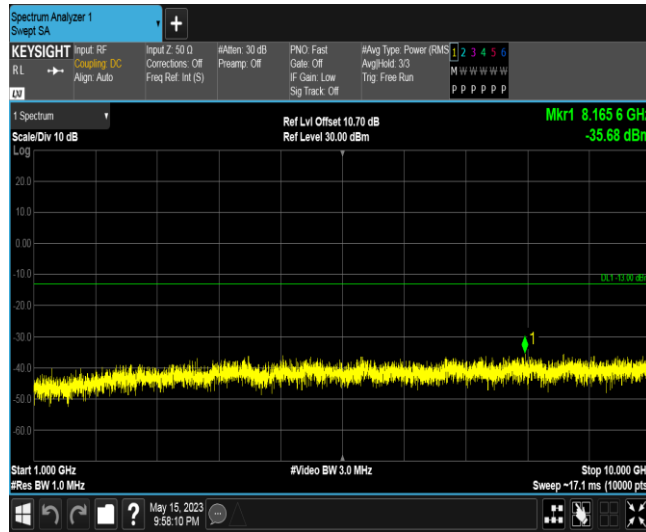 Spectrum Analyzer 1
Swept SA
+
KEYSIGHT
RL
LXI
Input: RF
Coupling: DC
Align: Auto
Input Z: 50 Ω
Corrections: Off
Freq Ref: Int (S)
#Atten: 30 dB
Preamp: Off
PNO: Fast
Gate: Off
IF Gain: Low
Sig Track: Off
#Avg Type: Power (RMS
Avg|Hold: 3/3
Trig: Free Run
1 2 3 4 5 6
M W W W W W
P P P P P P
1 Spectrum
Scale/Div 10 dB
Ref Lvl Offset 10.70 dB
Ref Level 30.00 dBm
Mkr1 8.165 6 GHz
-35.68 dBm
Log
20.0
10.0
0.00
-10.0
DL1 -13.00 dBm
-20.0
-30.0
1
-40.0
-50.0
-60.0
Start 1.000 GHz
#Res BW 1.0 MHz
#Video BW 3.0 MHz
Stop 10.000 GH
Sweep ~17.1 ms (10000 pts
?
May 15, 2023
9:58:10 PM